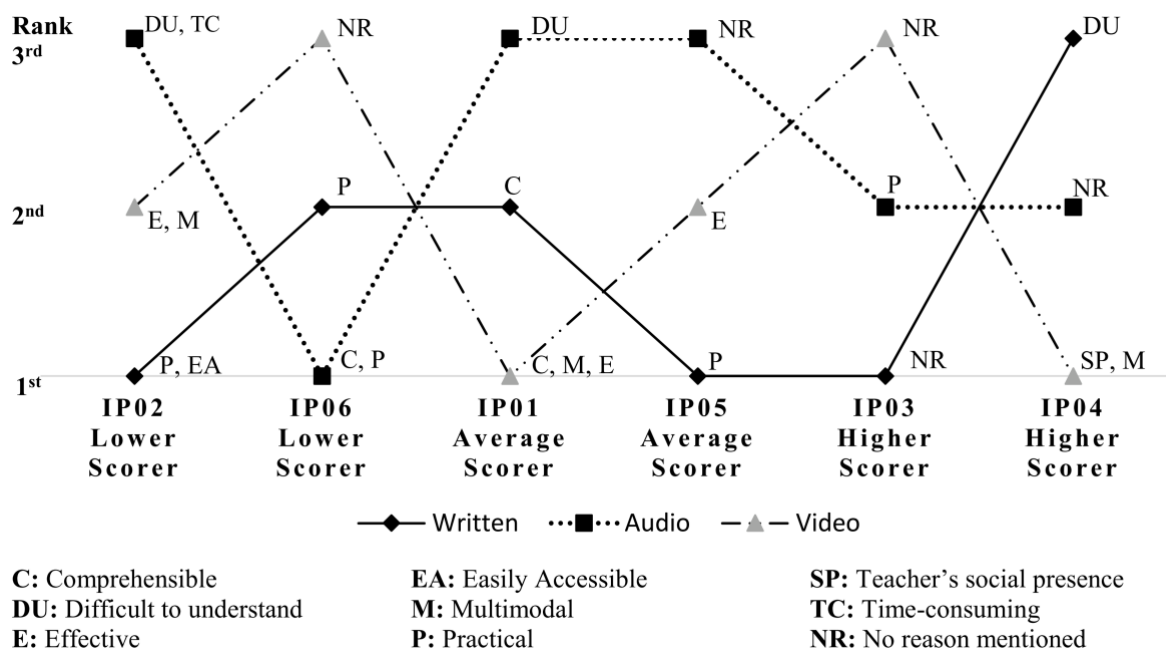 Rank
3rd
DU, TC
NR
DU
NR
NR
DU
2nd
E, M
P
C
E
P
NR
1st
P, EA
C, P
C, M, E
P
NR
SP, M
IP02 Lower Scorer
IP06 Lower Scorer
IP01 Average Scorer
IP05 Average Scorer
IP03 Higher Scorer
IP04 Higher Scorer
Written Audio Video
C: Comprehensible EA: Easily Accessible SP: Teacher’s social presence
DU: Difficult to understand M: Multimodal TC: Time-consuming
E: Effective P: Practical NR: No reason mentioned